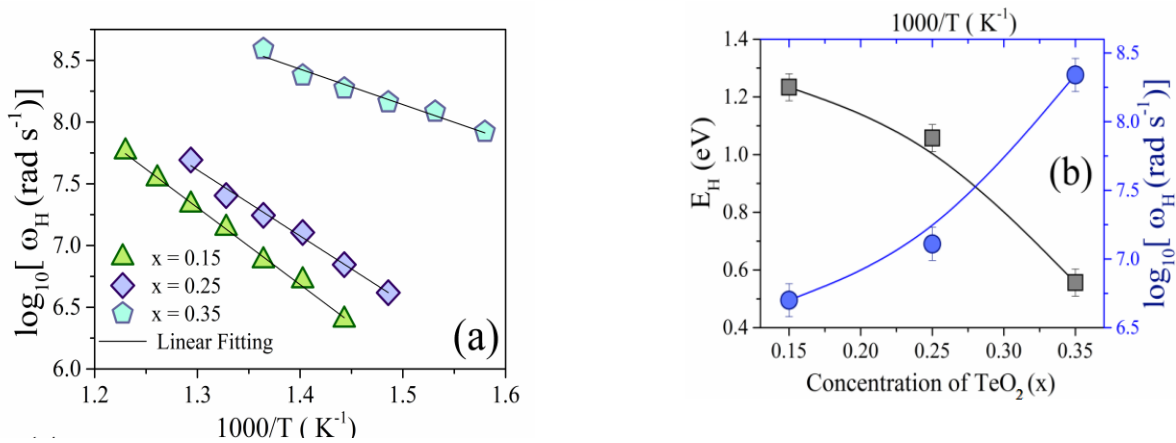 log₁₀[ ω_H (rad s⁻¹)]
8.5
8.0
7.5
7.0
6.5
6.0
x = 0.15
x = 0.25
x = 0.35
Linear Fitting
(a)
1.2 1.3 1.4 1.5 1.6
1000/T ( K⁻¹)
1000/T ( K⁻¹)
E_H (eV)
1.4
1.2
1.0
0.8
0.6
0.4
(b)
8.5
8.0
7.5
7.0
6.5
log₁₀[ ω_H (rad s⁻¹)]
0.15 0.20 0.25 0.30 0.35
Concentration of TeO₂ (x)